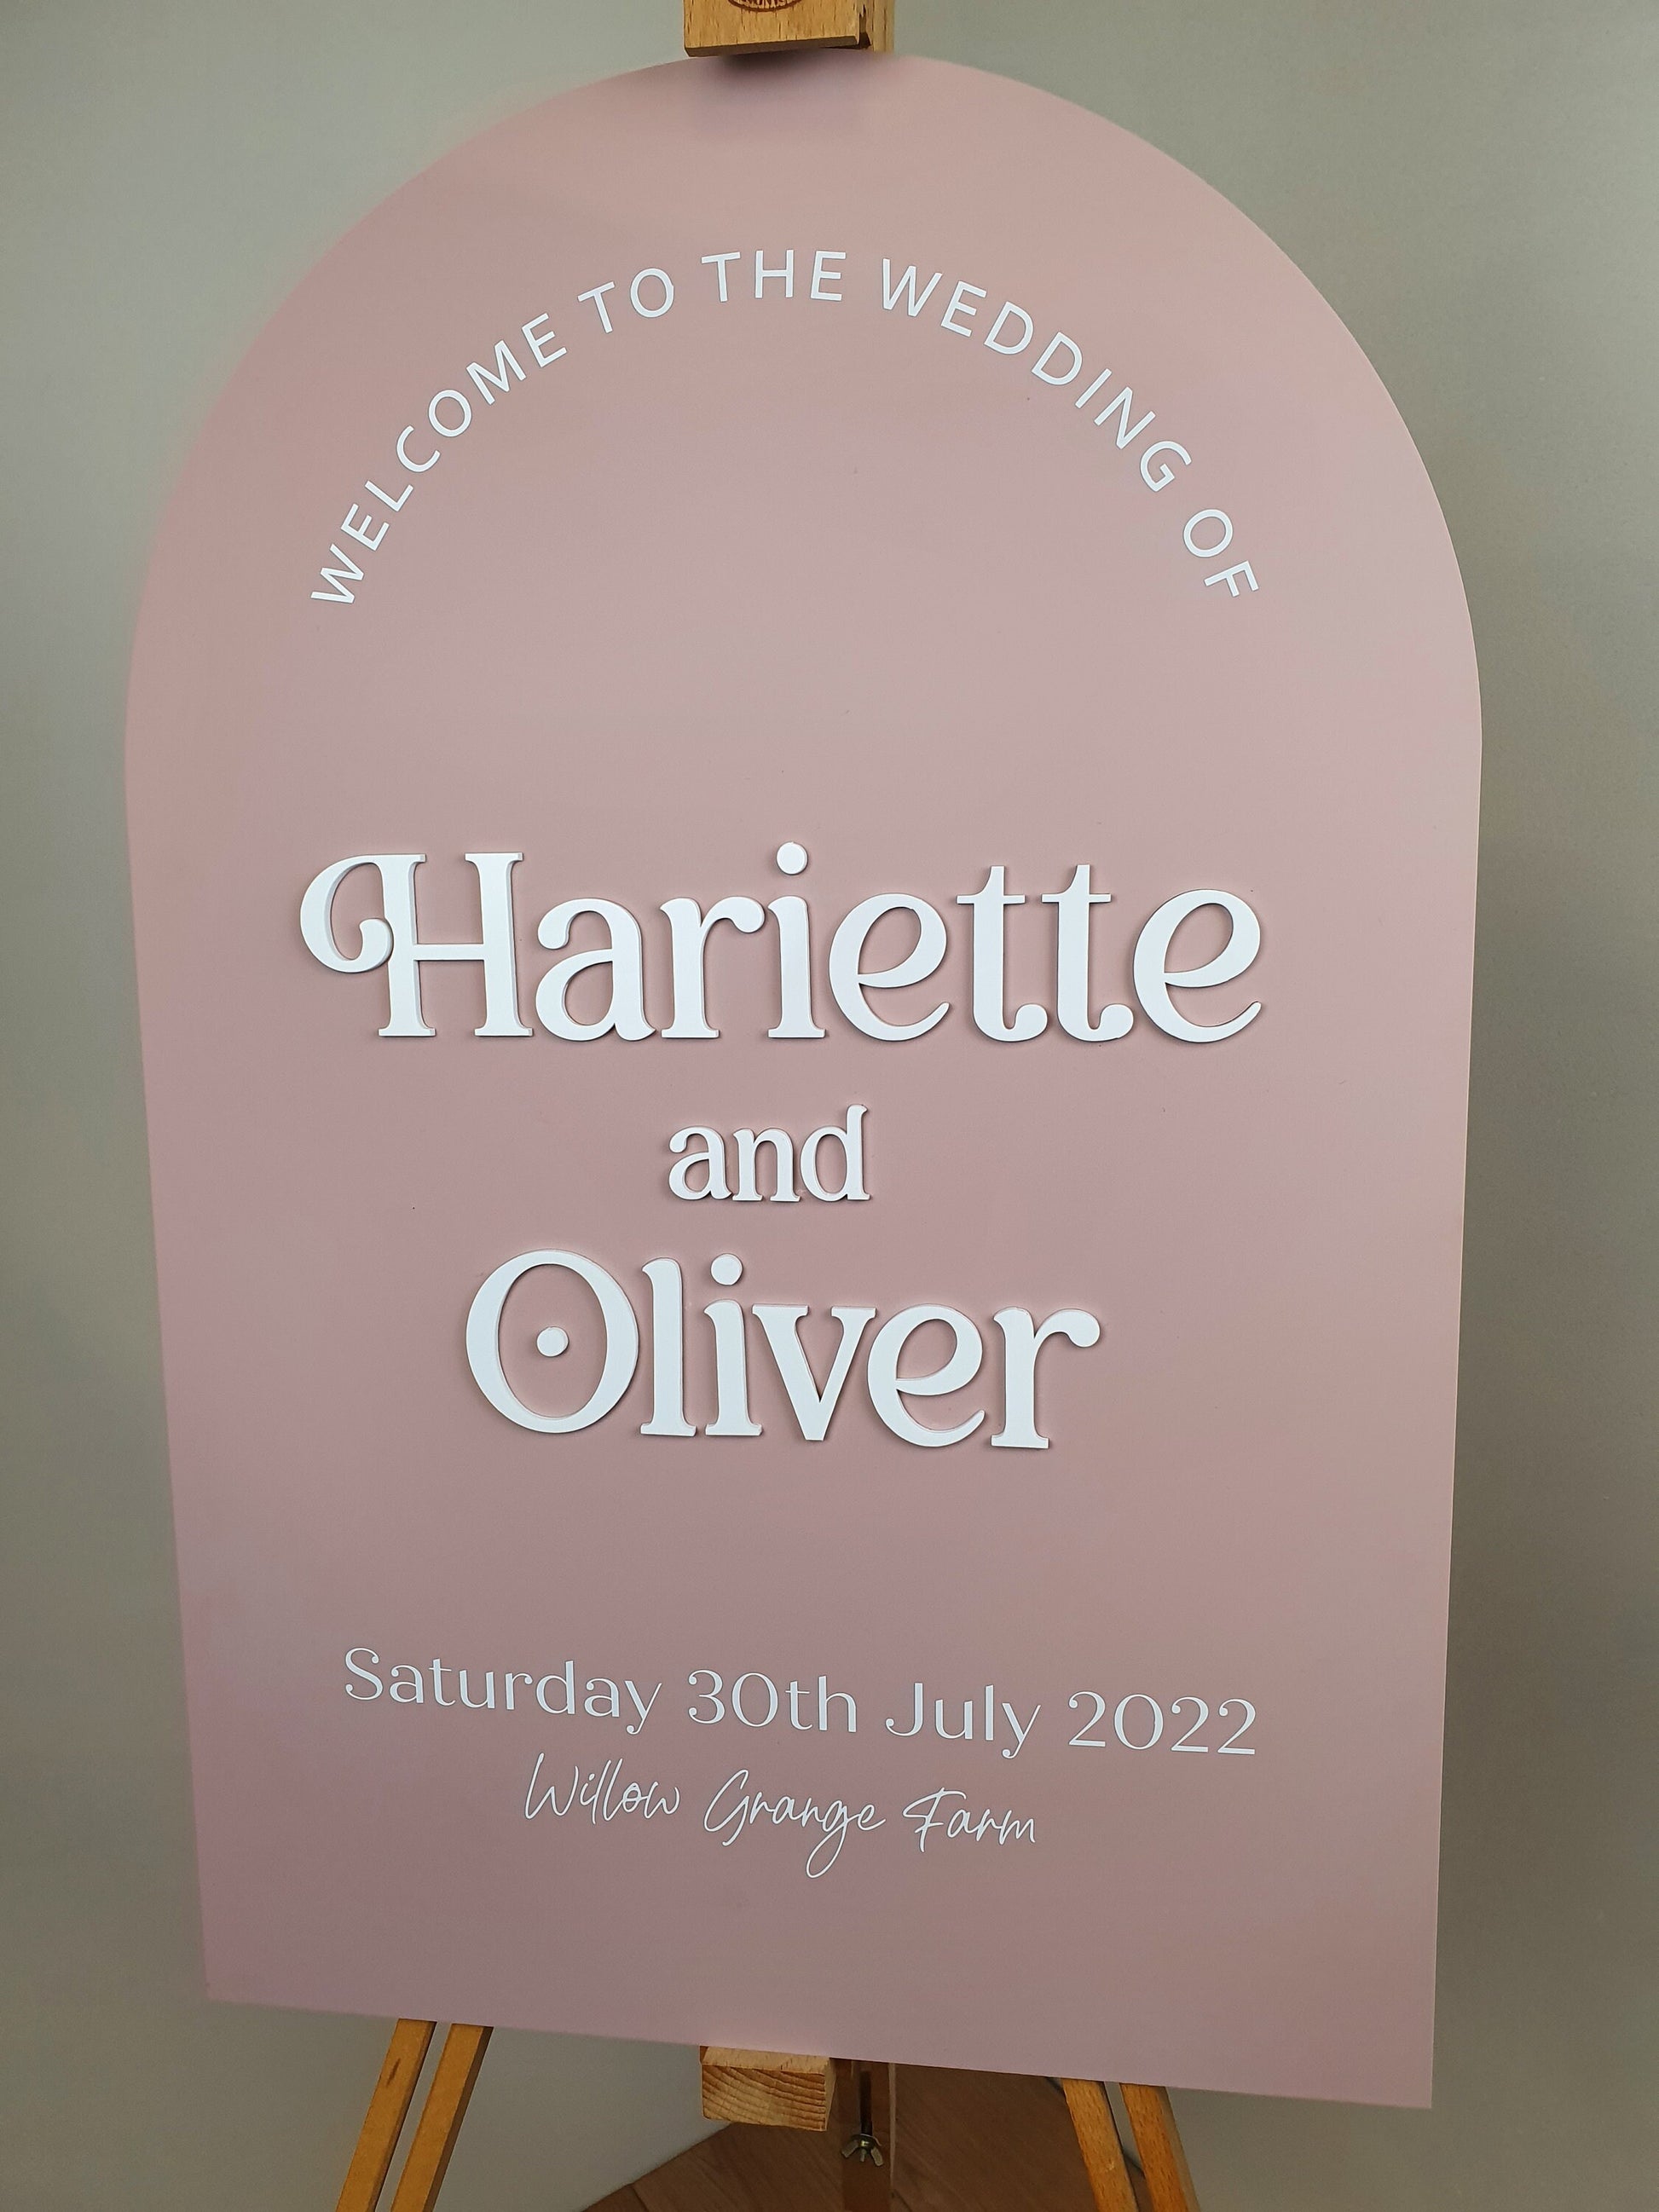 WELCOME TO THE WEDDING OF
Hariette
and
Oliver
Saturday 30th July 2022
Willow Grange Farm